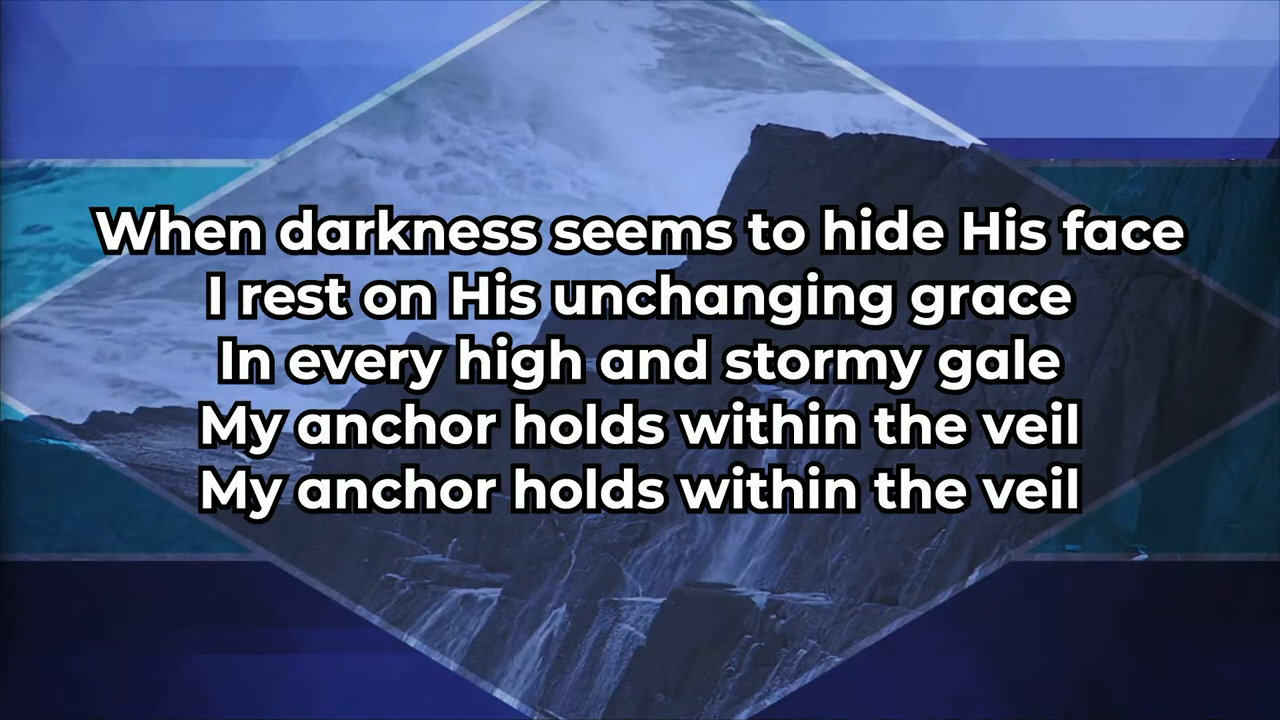 When darkness seems to hide His face
I rest on His unchanging grace
In every high and stormy gale
My anchor holds within the veil
My anchor holds within the veil